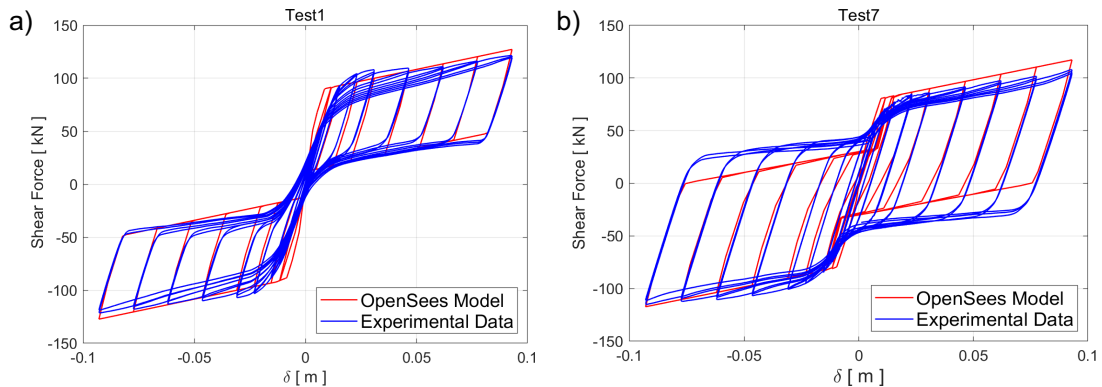 a)
Test1
Shear Force [ kN ]
150
100
50
0
-50
-100
-150
-0.1
-0.05
0
0.05
0.1
δ [ m ]
OpenSees Model
Experimental Data
b)
Test7
Shear Force [ kN ]
150
100
50
0
-50
-100
-150
-0.1
-0.05
0
0.05
0.1
δ [ m ]
OpenSees Model
Experimental Data